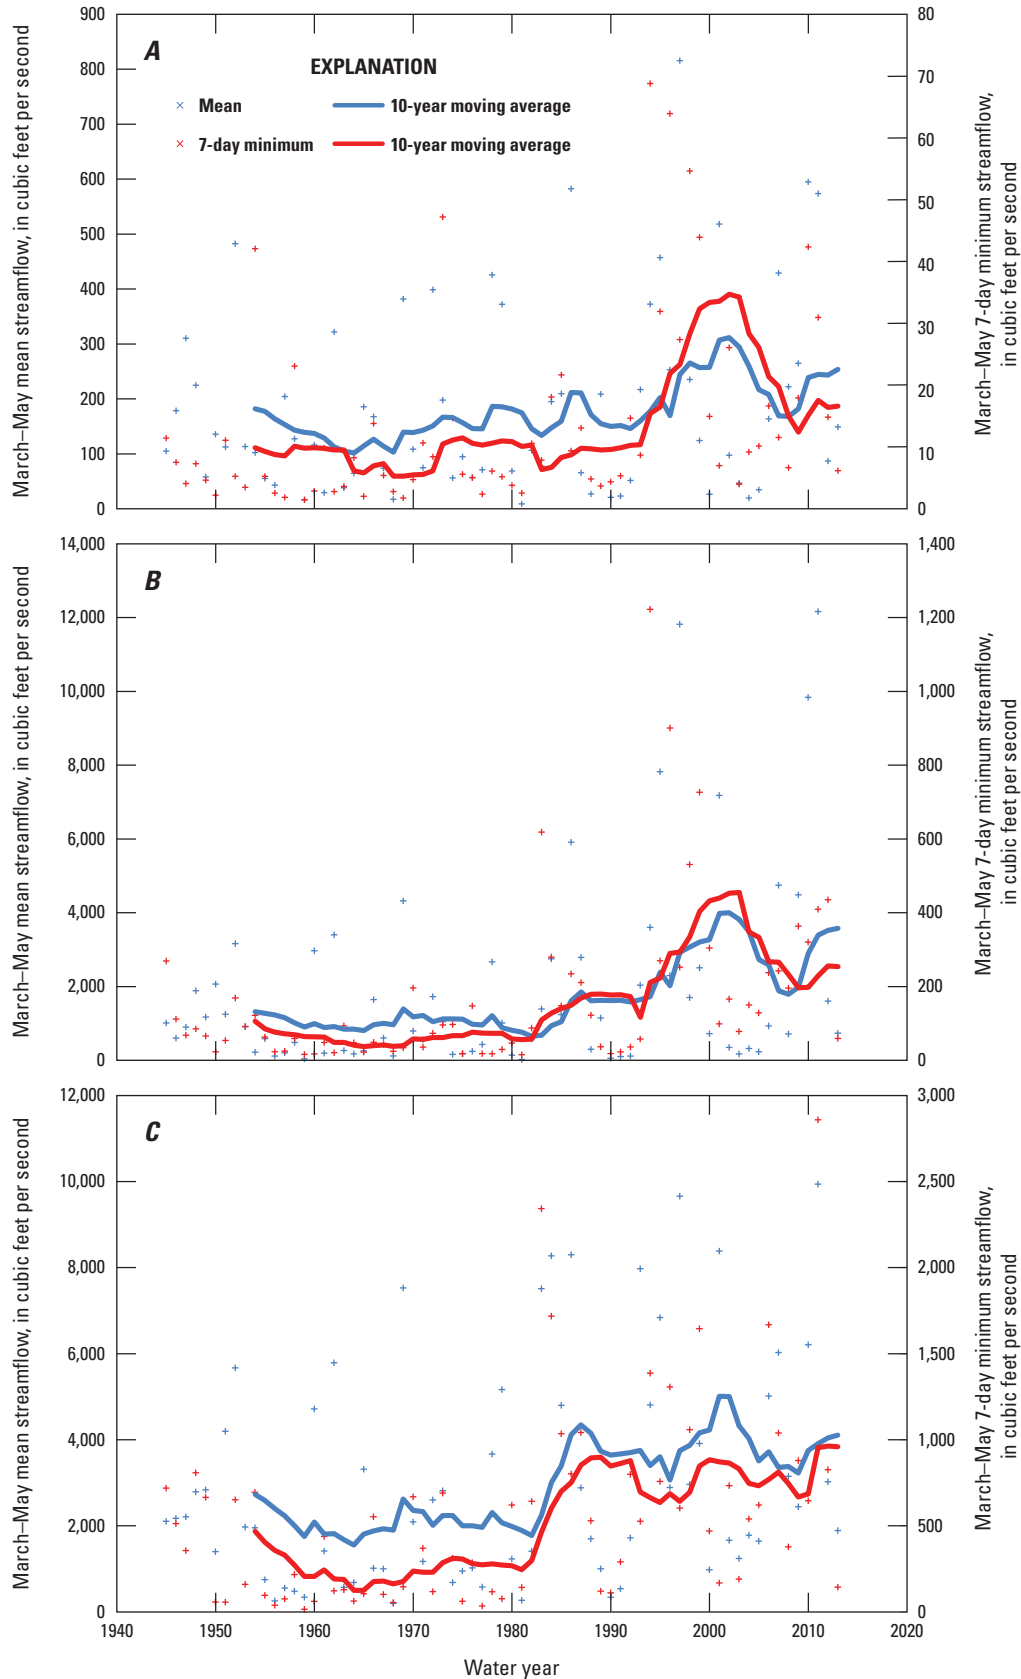 A
EXPLANATION
Mean
10-year moving average
7-day minimum
10-year moving average
March–May mean streamflow, in cubic feet per second
900
800
700
600
500
400
300
200
100
0
80
70
60
50
40
30
20
10
0
March–May 7-day minimum streamflow,
in cubic feet per second
B
March–May mean streamflow, in cubic feet per second
14,000
12,000
10,000
8,000
6,000
4,000
2,000
0
1,400
1,200
1,000
800
600
400
200
0
March–May 7-day minimum streamflow,
in cubic feet per second
C
March–May mean streamflow, in cubic feet per second
12,000
10,000
8,000
6,000
4,000
2,000
0
3,000
2,500
2,000
1,500
1,000
500
0
March–May 7-day minimum streamflow,
in cubic feet per second
1940 1950 1960 1970 1980 1990 2000 2010 2020
Water year